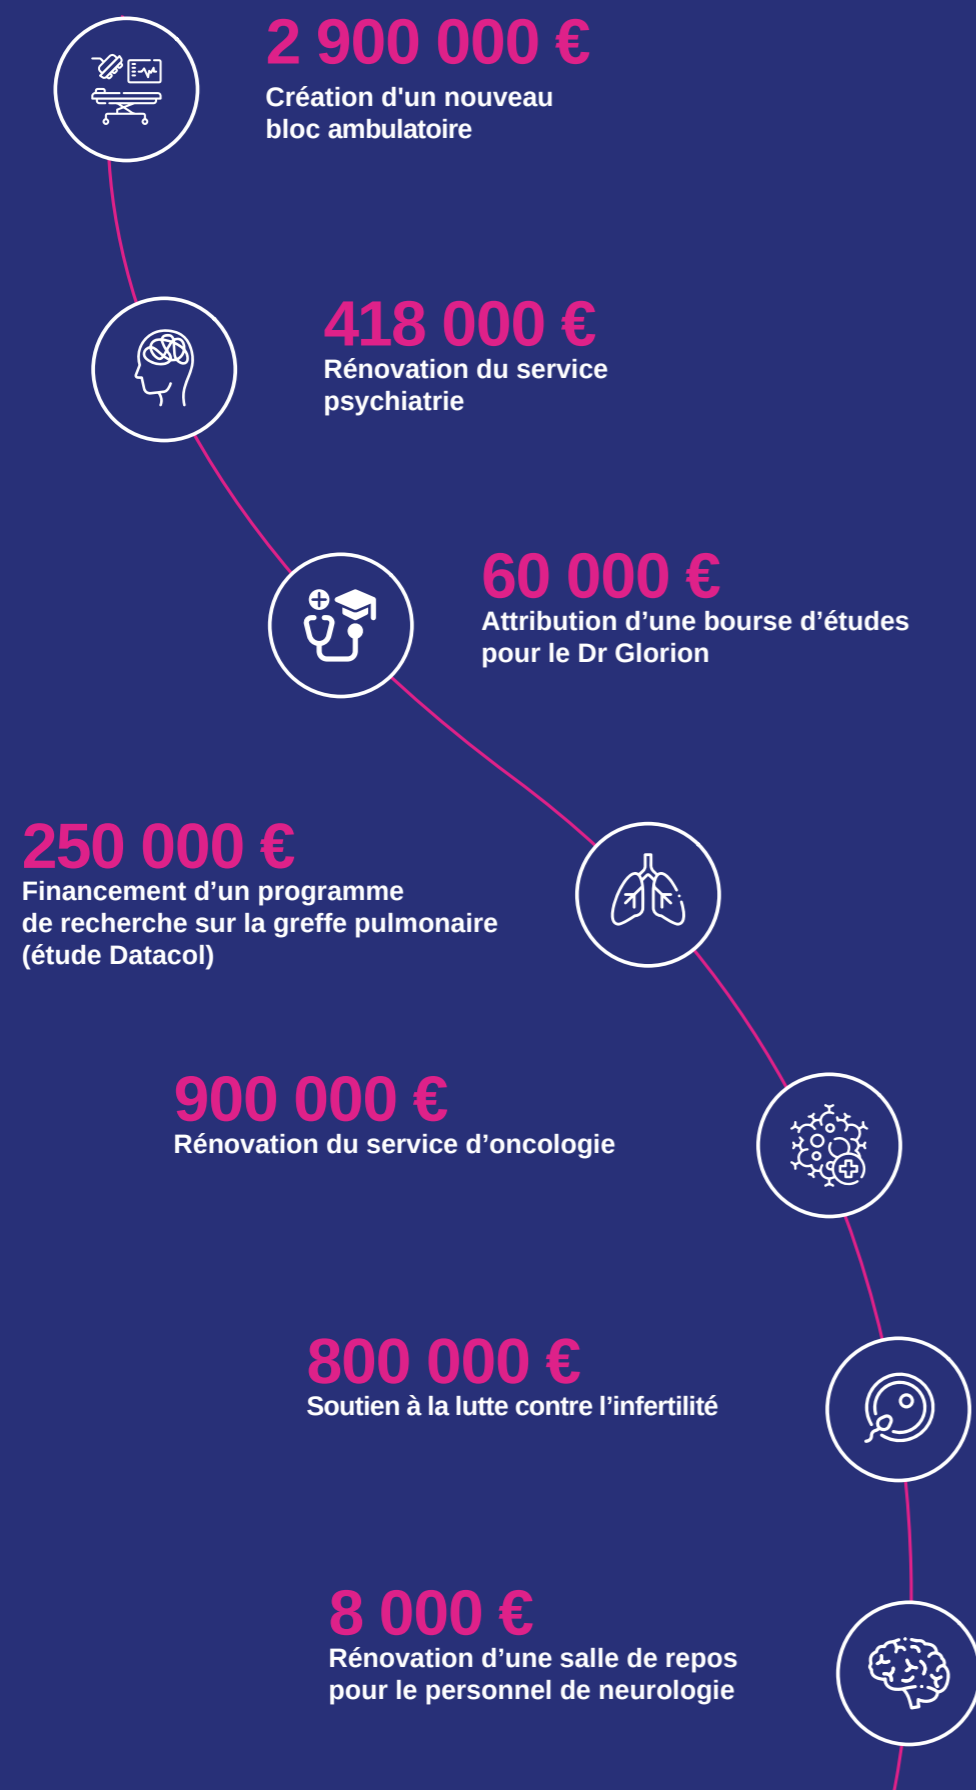 2 900 000 €
Création d'un nouveau
bloc ambulatoire
418 000 €
Rénovation du service
psychiatrie
60 000 €
Attribution d’une bourse d’études
pour le Dr Glorion
250 000 €
Financement d’un programme
de recherche sur la greffe pulmonaire
(étude Datacol)
900 000 €
Rénovation du service d’oncologie
800 000 €
Soutien à la lutte contre l’infertilité
8 000 €
Rénovation d’une salle de repos
pour le personnel de neurologie